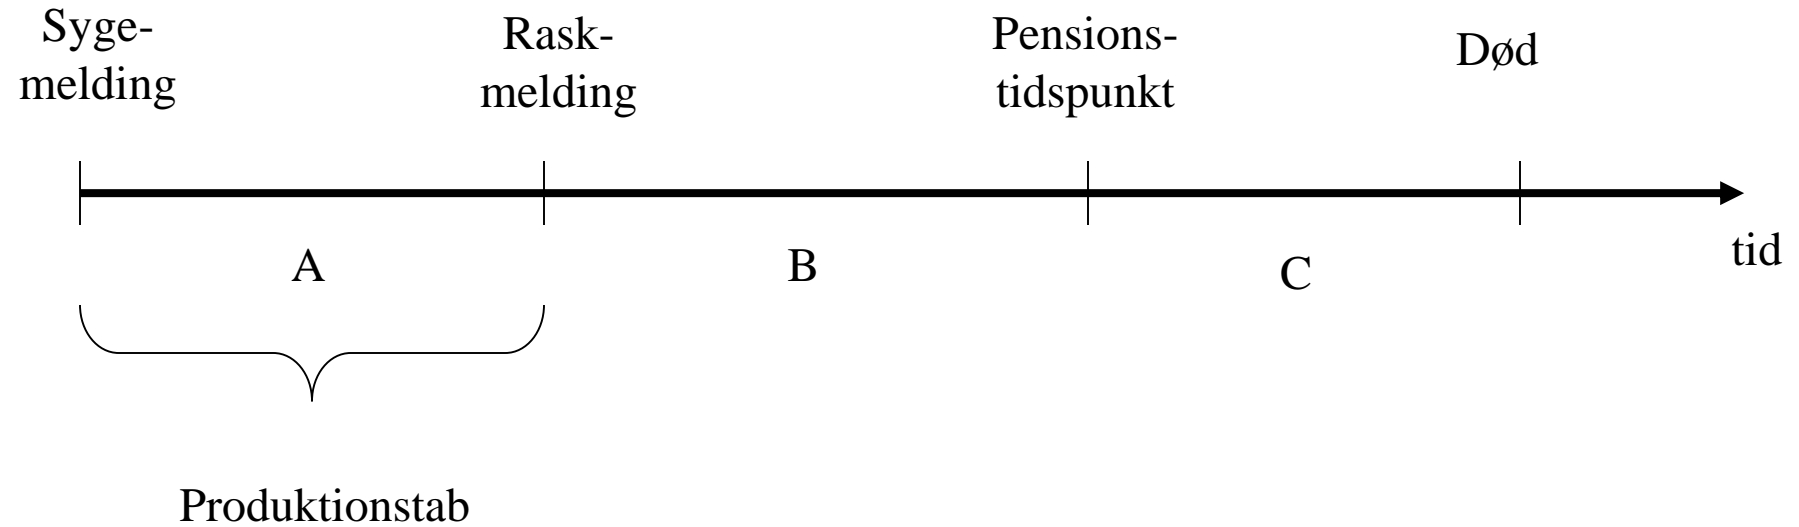 Syge-
melding
Rask-
melding
Pensions-
tidspunkt
Død
tid
A
B
C
Produktionstab